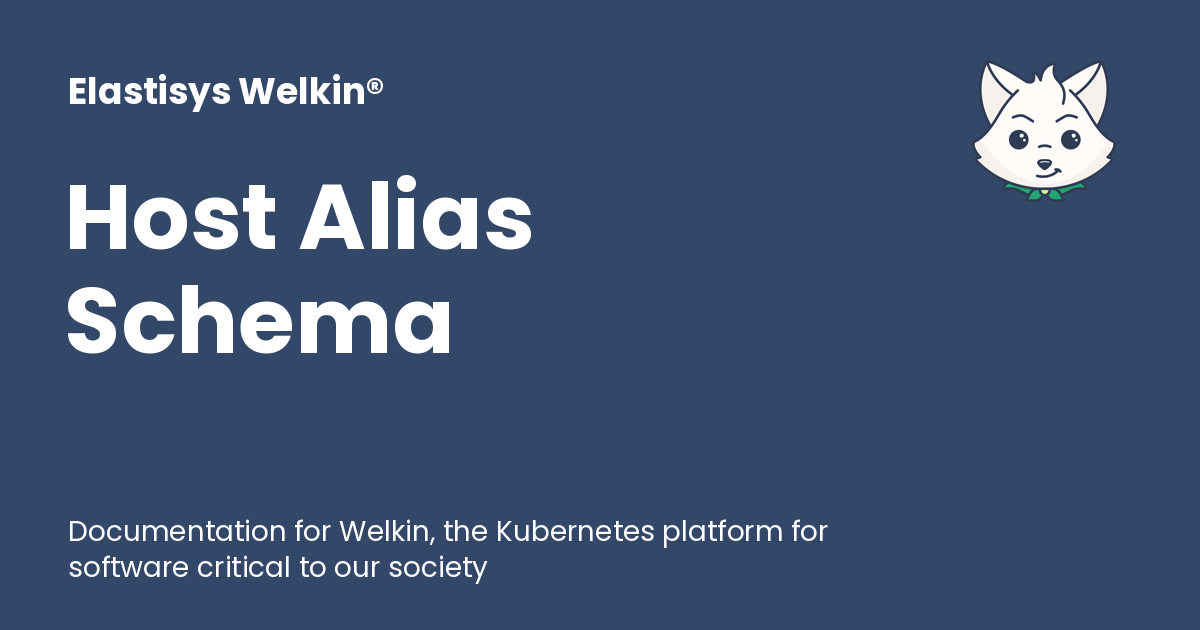 Elastisys Welkin®
Host Alias
Schema
Documentation for Welkin, the Kubernetes platform for
software critical to our society